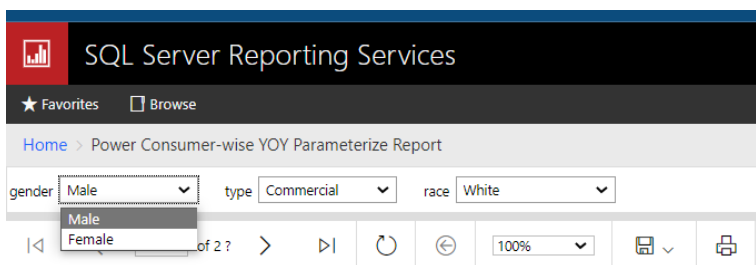 SQL Server Reporting Services
Favorites Browse
Home > Power Consumer-wise YOY Parameterize Report
gender Male type Commercial race White
Male
Female
of 2 ?
100%